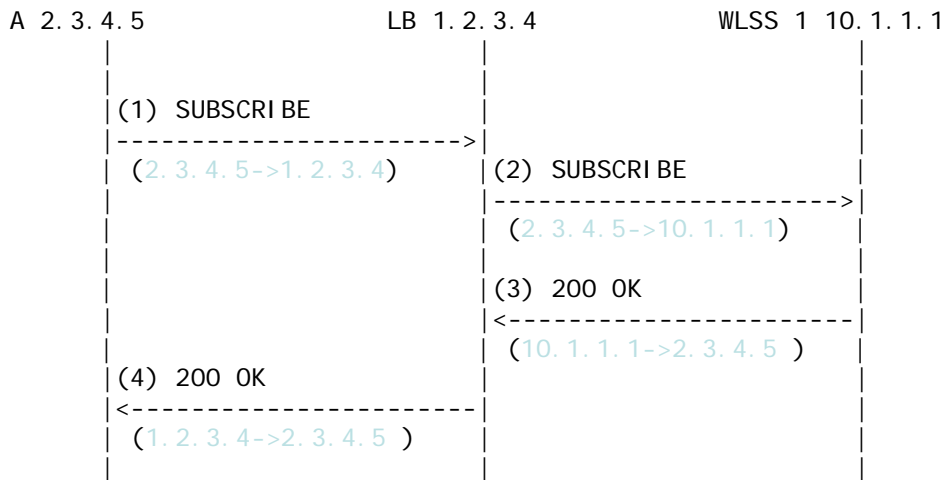 A 2.3.4.5 LB 1.2.3.4 WLSS 1 10.1.1.1
(1) SUBSCRIBE
----------------------->
(2.3.4.5->1.2.3.4) (2) SUBSCRIBE
----------------------->
(2.3.4.5->10.1.1.1)
(3) 200 OK
<-----------------------
(10.1.1.1->2.3.4.5 )
(4) 200 OK
<-----------------------
(1.2.3.4->2.3.4.5 )